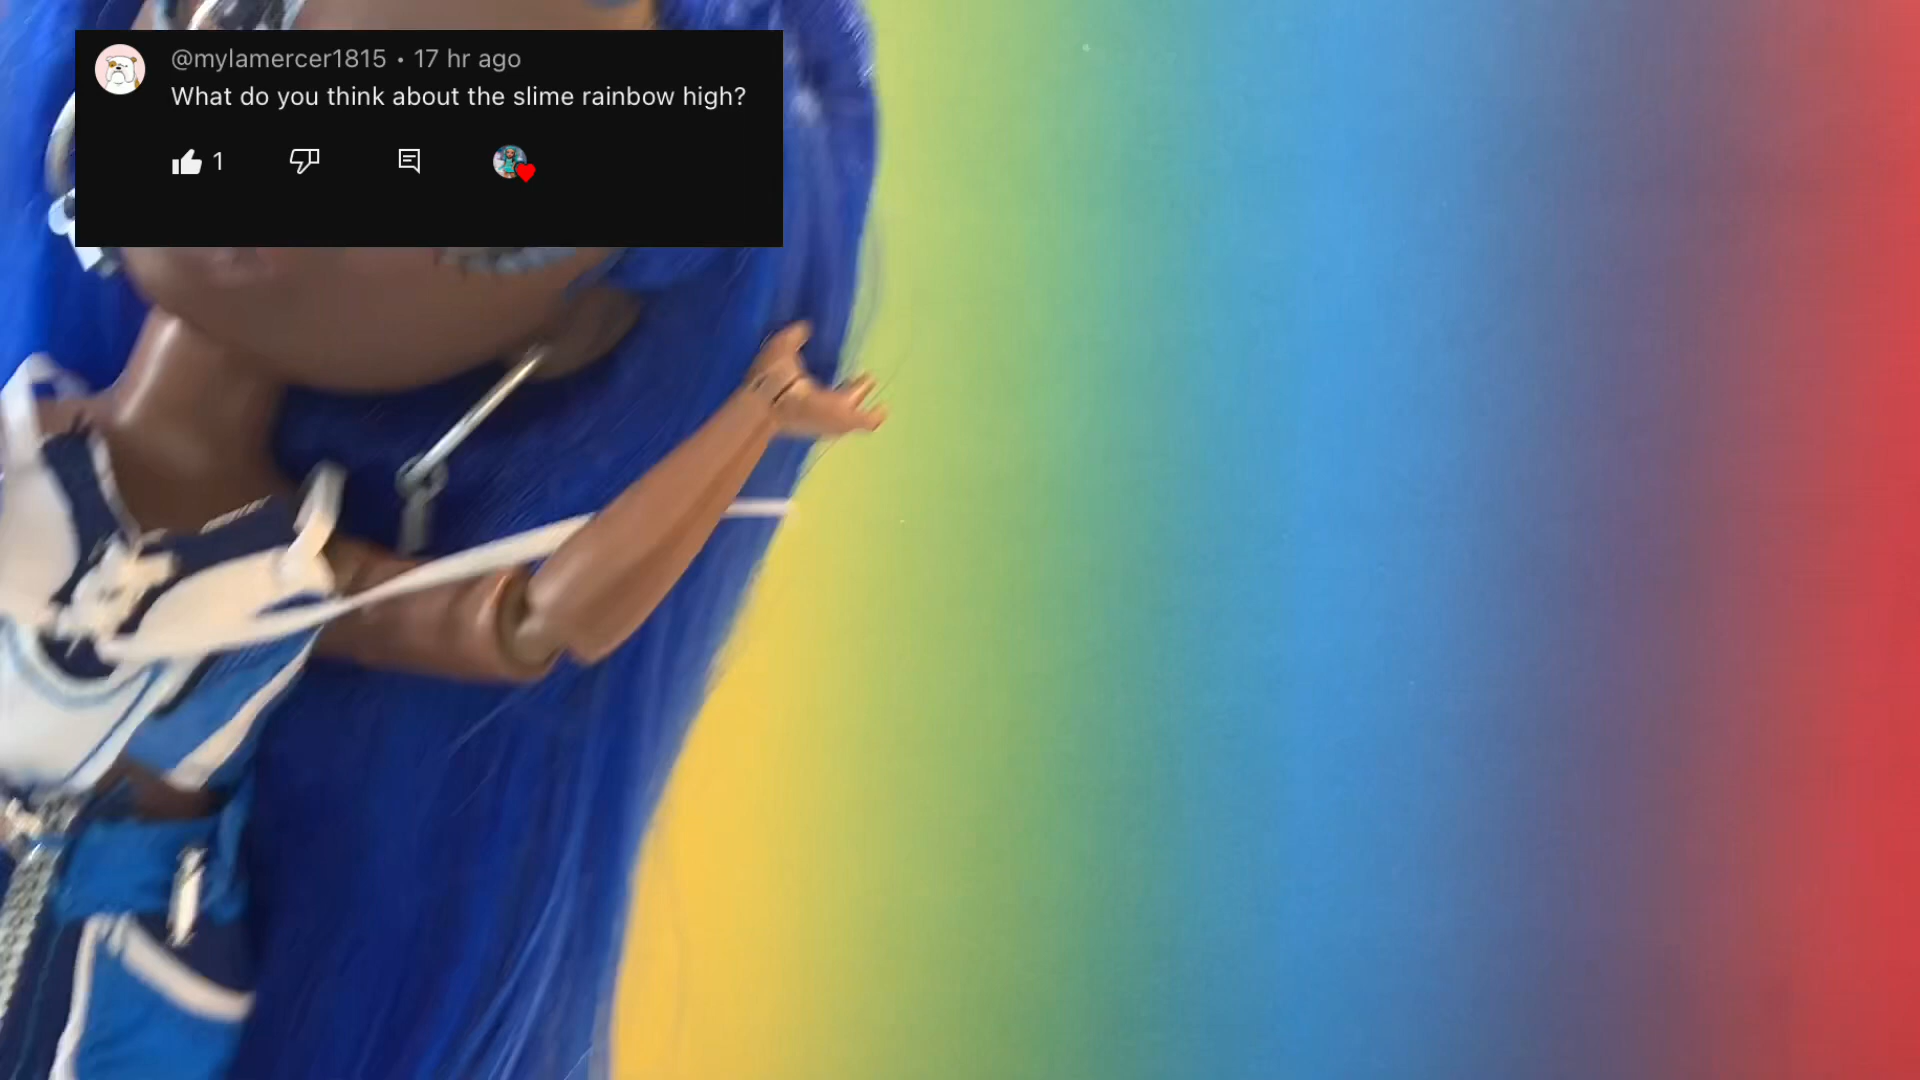 @mylamercer1815 • 17 hr ago
What do you think about the slime rainbow high?
1